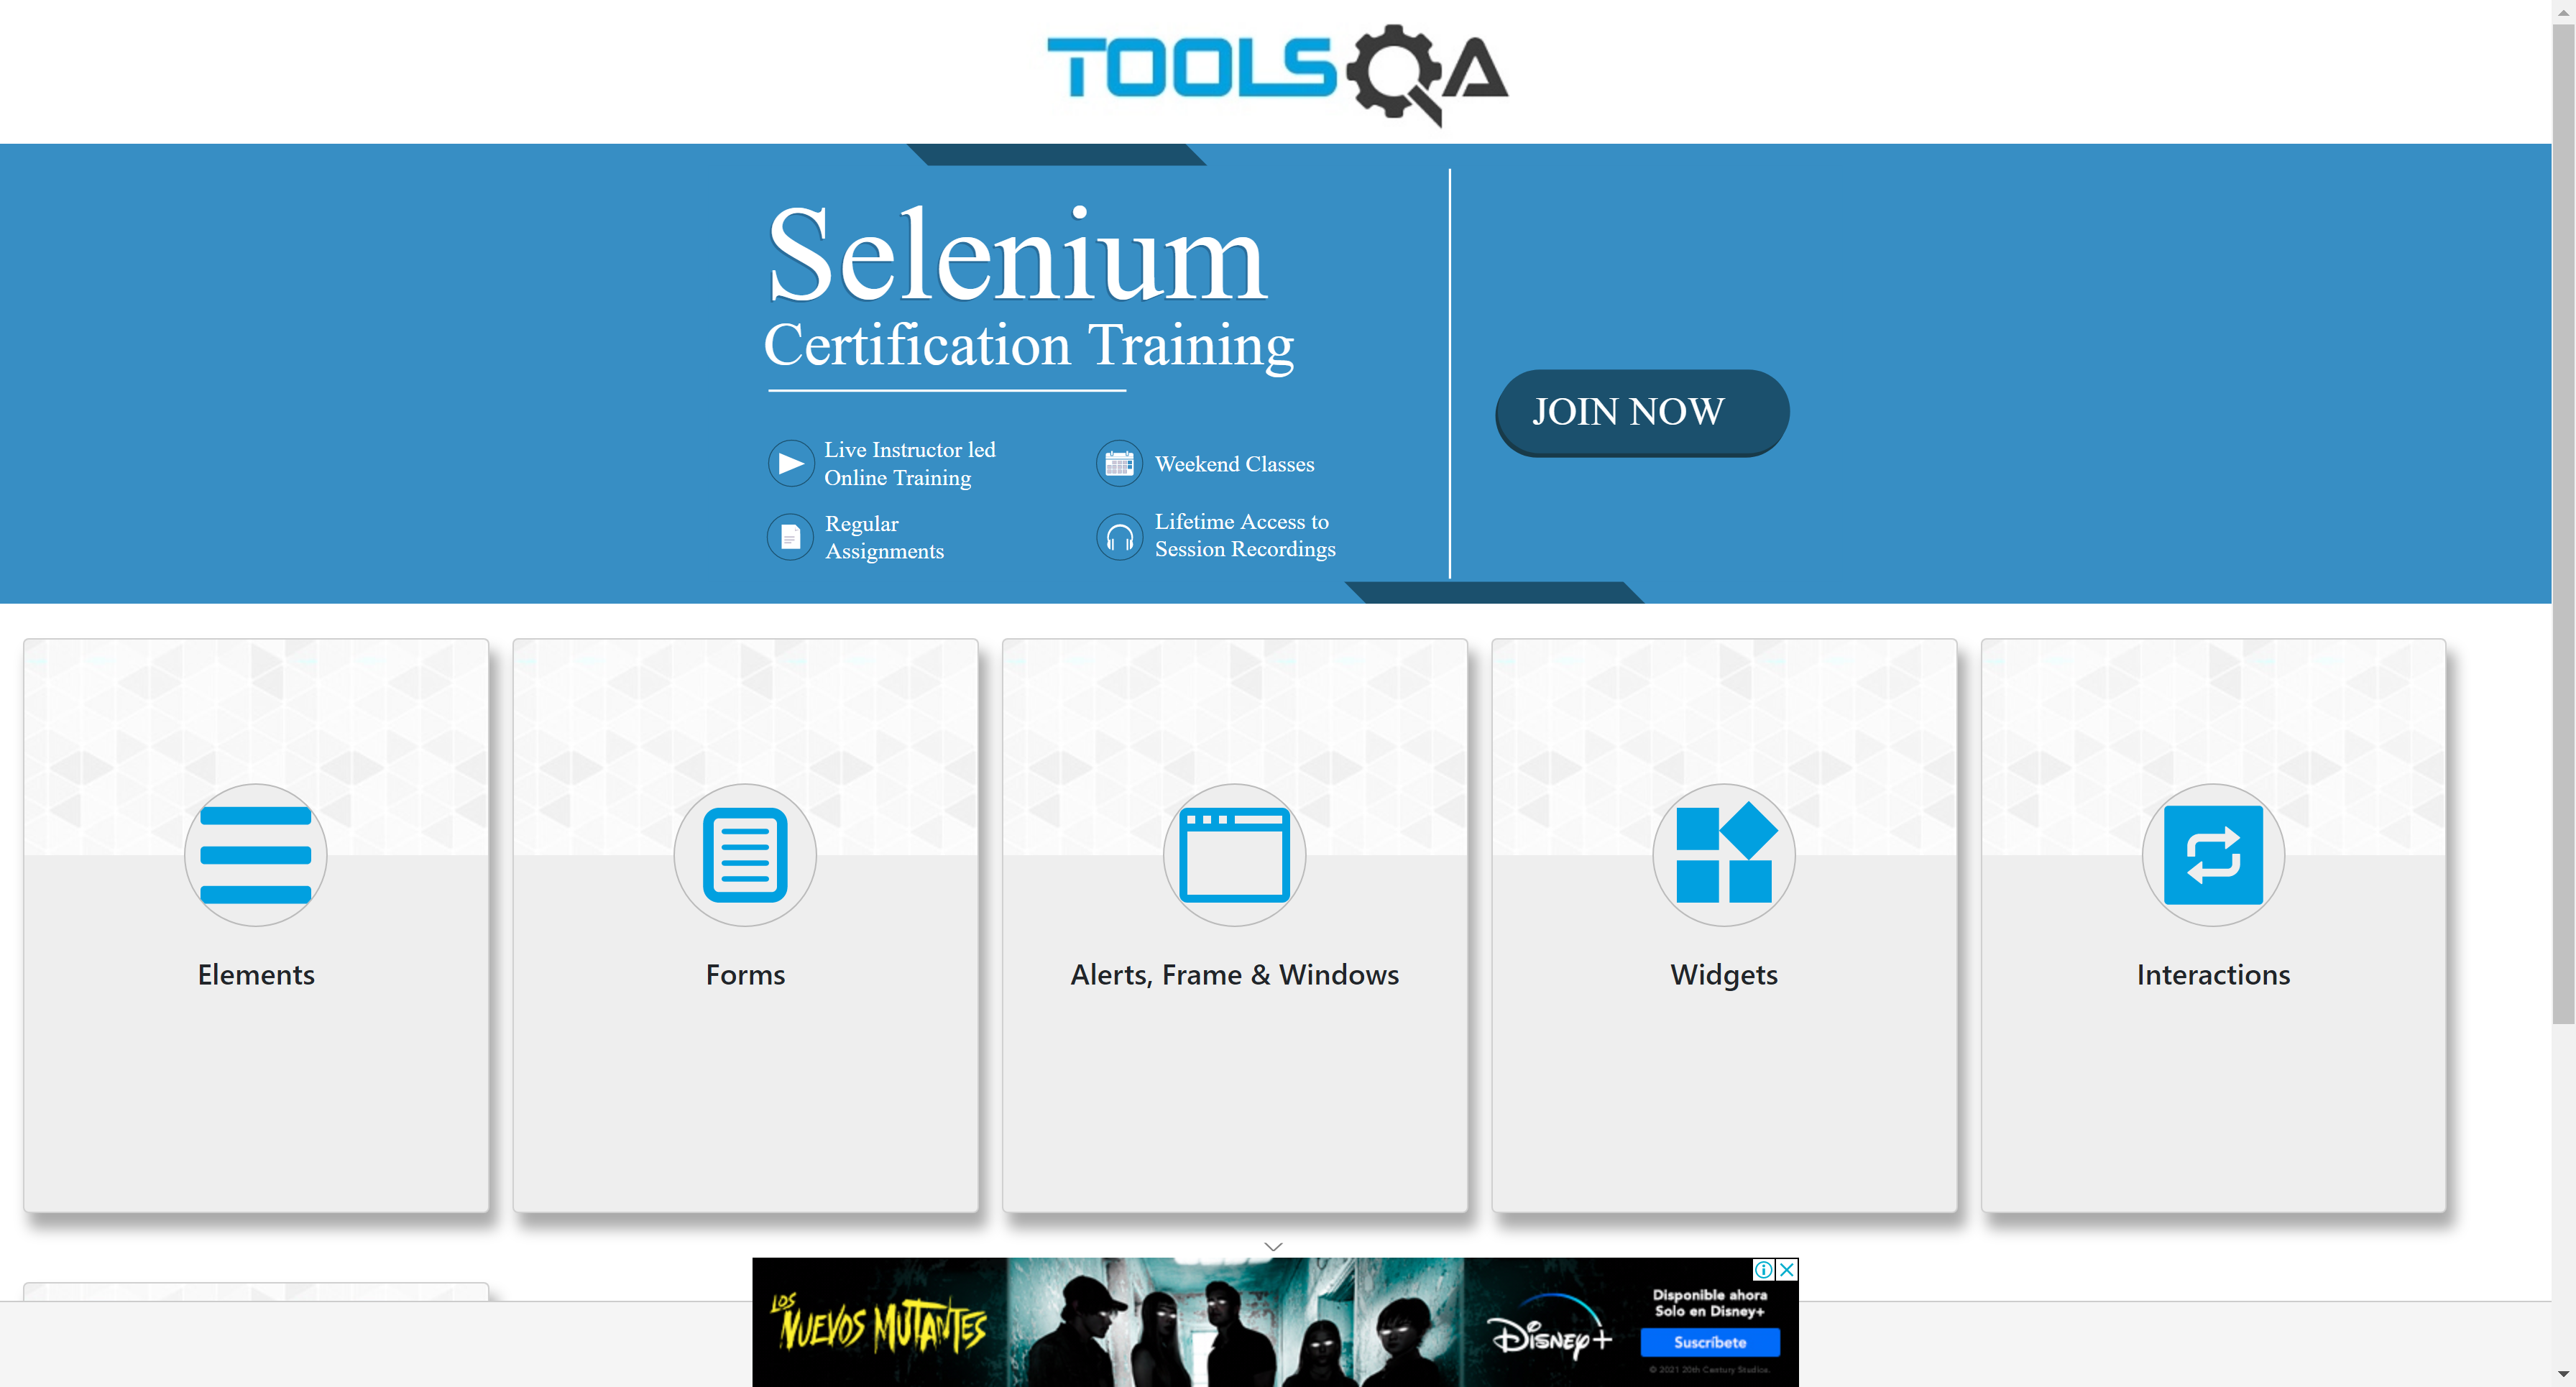 TOOLSQA
Selenium
Certification Training
JOIN NOW
Live Instructor led
Online Training
Weekend Classes
Regular
Assignments
Lifetime Access to
Session Recordings
Elements
Forms
Alerts, Frame & Windows
Widgets
Interactions
LOS
NUEVOS MUTANTES
Disney+
Disponible ahora
Solo en Disney+
Suscríbete
© 2021 20th Century Studios.